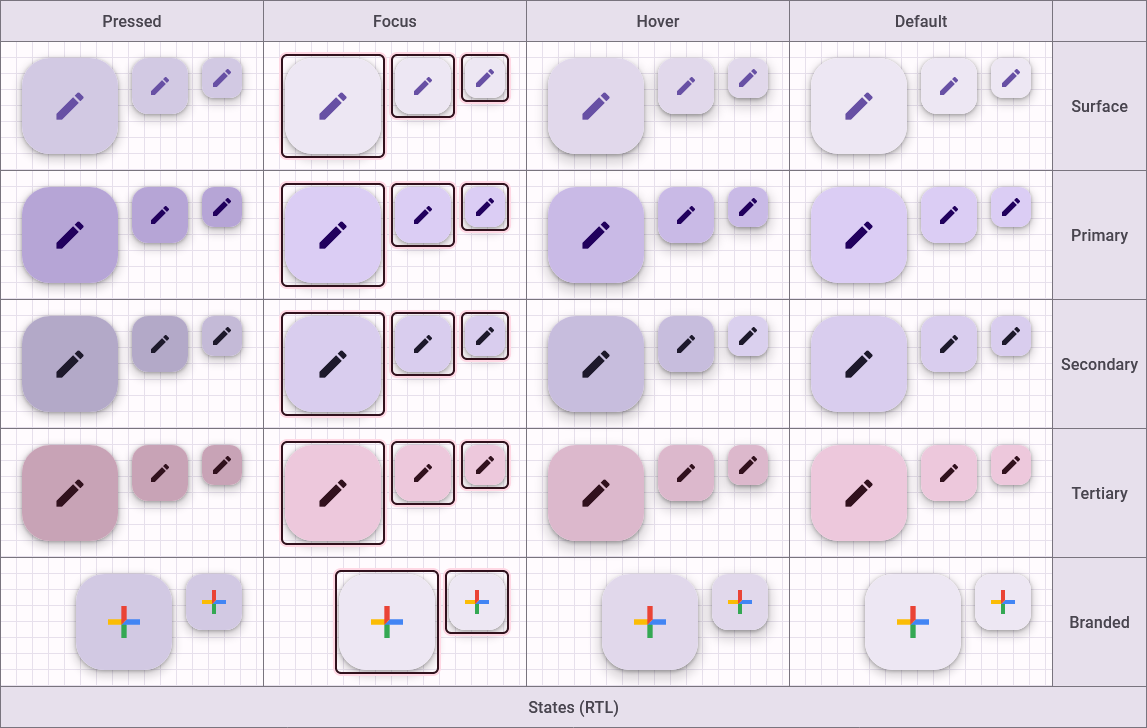 Pressed
Focus
Hover
Default
Surface
Primary
Secondary
Tertiary
Branded
States (RTL)